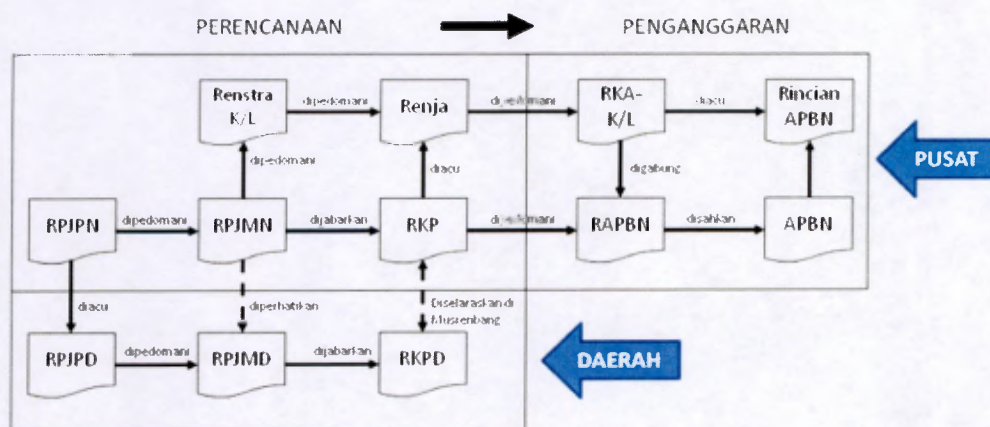 PERENCANAAN
PENGANGGARAN
Renstra
K/L
dipedomani
Renja
dipedomani
RKA-
K/L
diacu
Rincian
APBN
PUSAT
dipedomani
diacu
digabung
RPJPN
dipedomani
RPJMN
dijabarkan
RKP
dipedomani
RAPBN
disahkan
APBN
diacu
diperhatikan
Diselaraskan di
Musrenbang
RPJPD
dipedomani
RPJMD
dijabarkan
RKPD
DAERAH